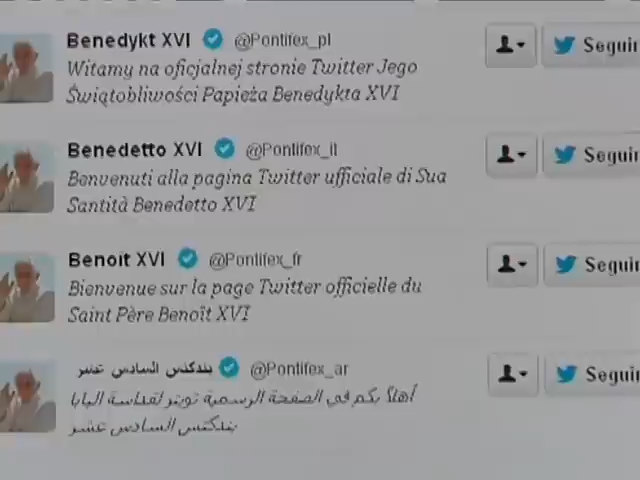 Benedykt XVI @Pontifex_pl Seguir
Witamy na oficjalnej stronie Twitter Jego
Świątobliwości Papieża Benedykta XVI
Benedetto XVI @Pontifex_it Seguir
Benvenuti alla pagina Twitter ufficiale di Sua
Santità Benedetto XVI
Benoit XVI @Pontifex_fr Seguir
Bienvenue sur la page Twitter officielle du
Saint Père Benoît XVI
بندكتس السادس عشر @Pontifex_ar Seguir
أهلاً بكم في الصفحة الرسمية تويتر لقداسة البابا
بندكتس السادس عشر